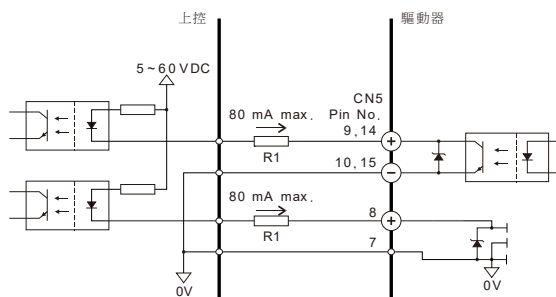 上控
驅動器
5~60VDC
CN5
Pin No.
80 mA max.
9,14
R1
10,15
80 mA max.
8
R1
7
0V
0V